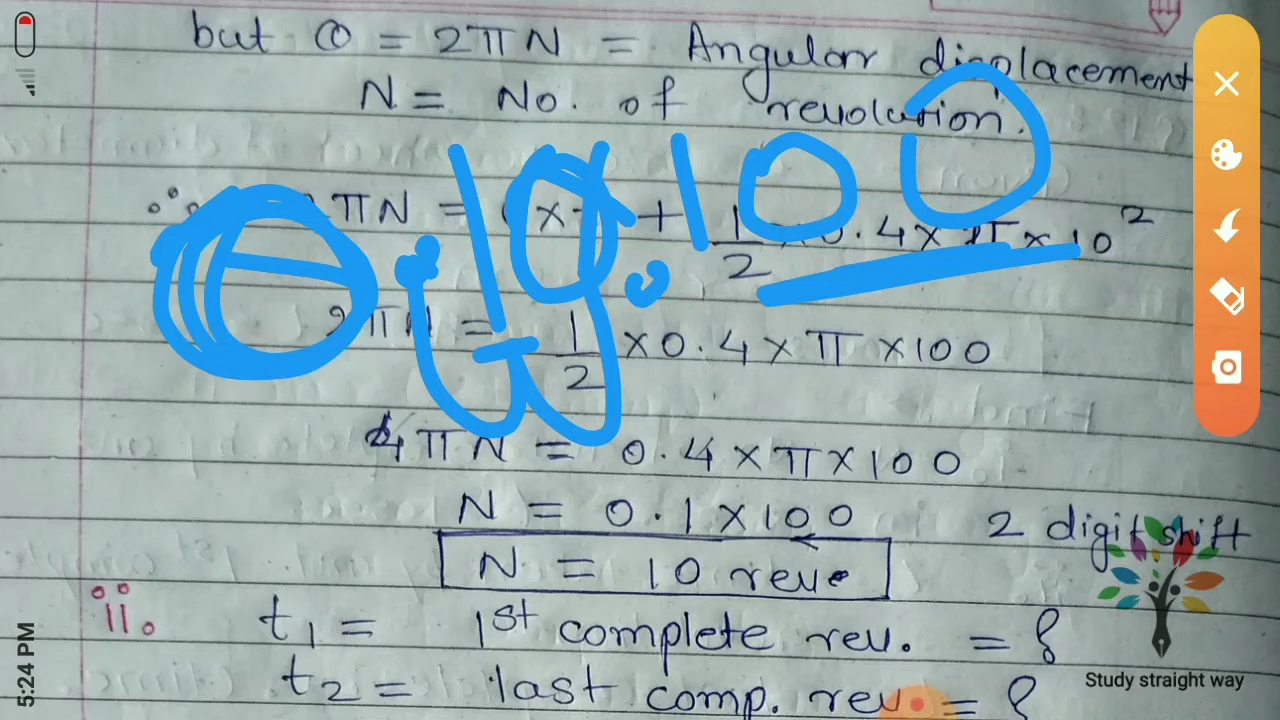 but θ = 2πN = Angular displacement
N = No. of revolution.
πN = × + 1/2 × 0.4 × π × 10²
2πN = 1/2 × 0.4 × π × 100
4πN = 0.4 × π × 100
N = 0.1 × 100 2 digit shift
N = 10 rev.
ii. t₁ = 1st complete rev. = ?
t₂ = last comp. rev = ?
Study straight way
5:24 PM